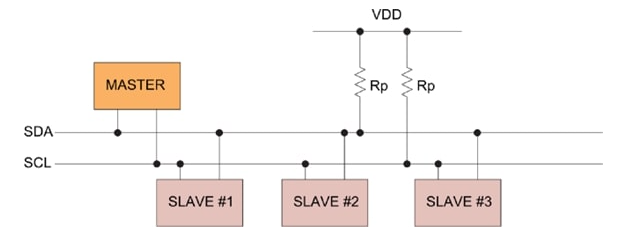 VDD
MASTER
Rp Rp
SDA
SCL
SLAVE #1 SLAVE #2 SLAVE #3